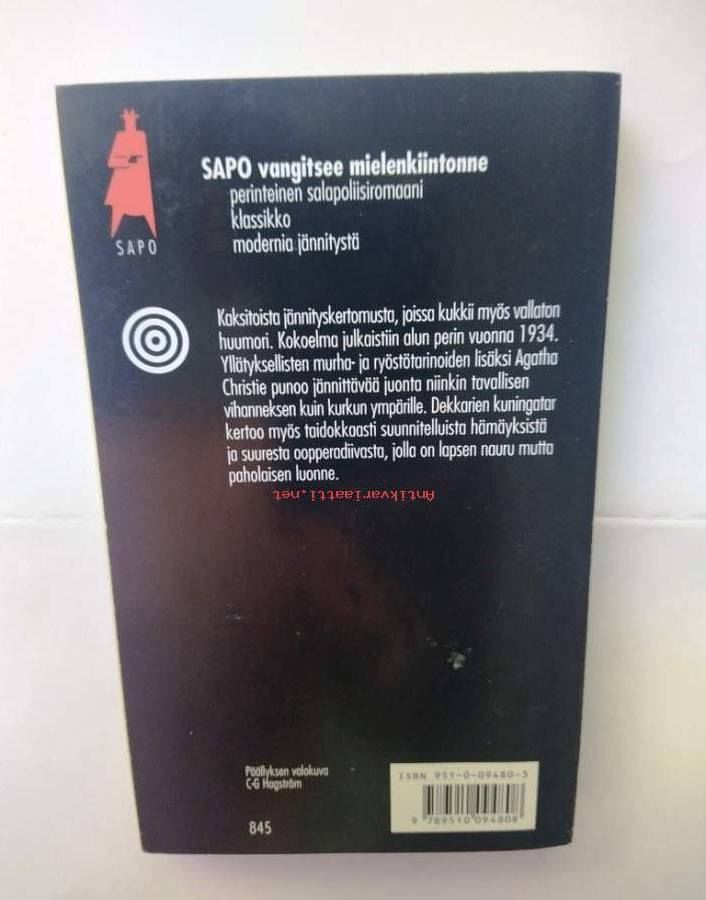 SAPO vangitsee mielenkiintonne
perinteinen salapoliisiromaani
klassikko
modernia jännitystä
SAPO
Kaksitoista jännityskertomusta, joissa kukkii myös vallaton
huumori. Kokoelma julkaistiin alun perin vuonna 1934.
Yllätyksellisten murha- ja ryöstötarinoiden lisäksi Agatha
Christie punoo jännittävää juonta niinkin tavallisen
vihanneksen kuin kurkun ympärille. Dekkarien kuningatar
kertoo myös taidokkaasti suunnitelluista hämäyksistä
ja suuresta oopperadiivasta, jolla on lapsen nauru mutta
paholaisen luonne.
Antikvariaatti.net
Päällyksen valokuva
C-G Hagström
845
ISBN 951-0-09480-3
9 789510 094808